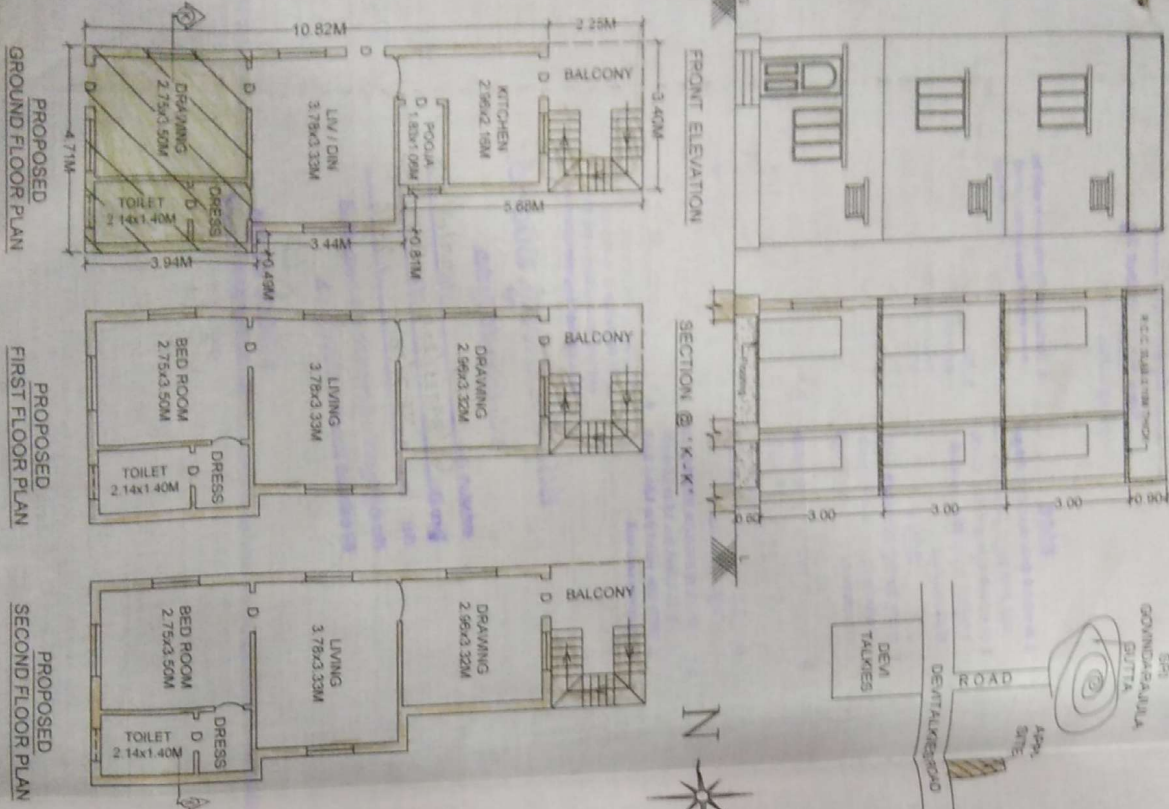 10.82M
2.25M
3.40M
4.71M
5.68M
3.44M
0.81M
3.94M
0.49M
D
DRAWING
2.75x3.50M
D
TOILET
2.14x1.40M
D
DRESS
LIV / DIN
3.78x3.33M
D
D
POOJA
1.83x1.06M
KITCHEN
2.96x2.15M
D
BALCONY
PROPOSED
GROUND FLOOR PLAN
BED ROOM
2.75x3.50M
D
TOILET
2.14x1.40M
D
DRESS
LIVING
3.78x3.33M
DRAWING
2.96x3.32M
D
BALCONY
PROPOSED
FIRST FLOOR PLAN
BED ROOM
2.75x3.50M
D
TOILET
2.14x1.40M
D
DRESS
LIVING
3.78x3.33M
DRAWING
2.96x3.32M
D
BALCONY
PROPOSED
SECOND FLOOR PLAN
FRONT ELEVATION
SECTION @ 'K-K'
R.C.C. SLAB
0.90
3.00
3.00
3.00
0.60
L
SRI
GOVINDARAJULA
GUTTA
ROAD
DEVI TALKIES ROAD
DEVI
TALKIES
SITE
N